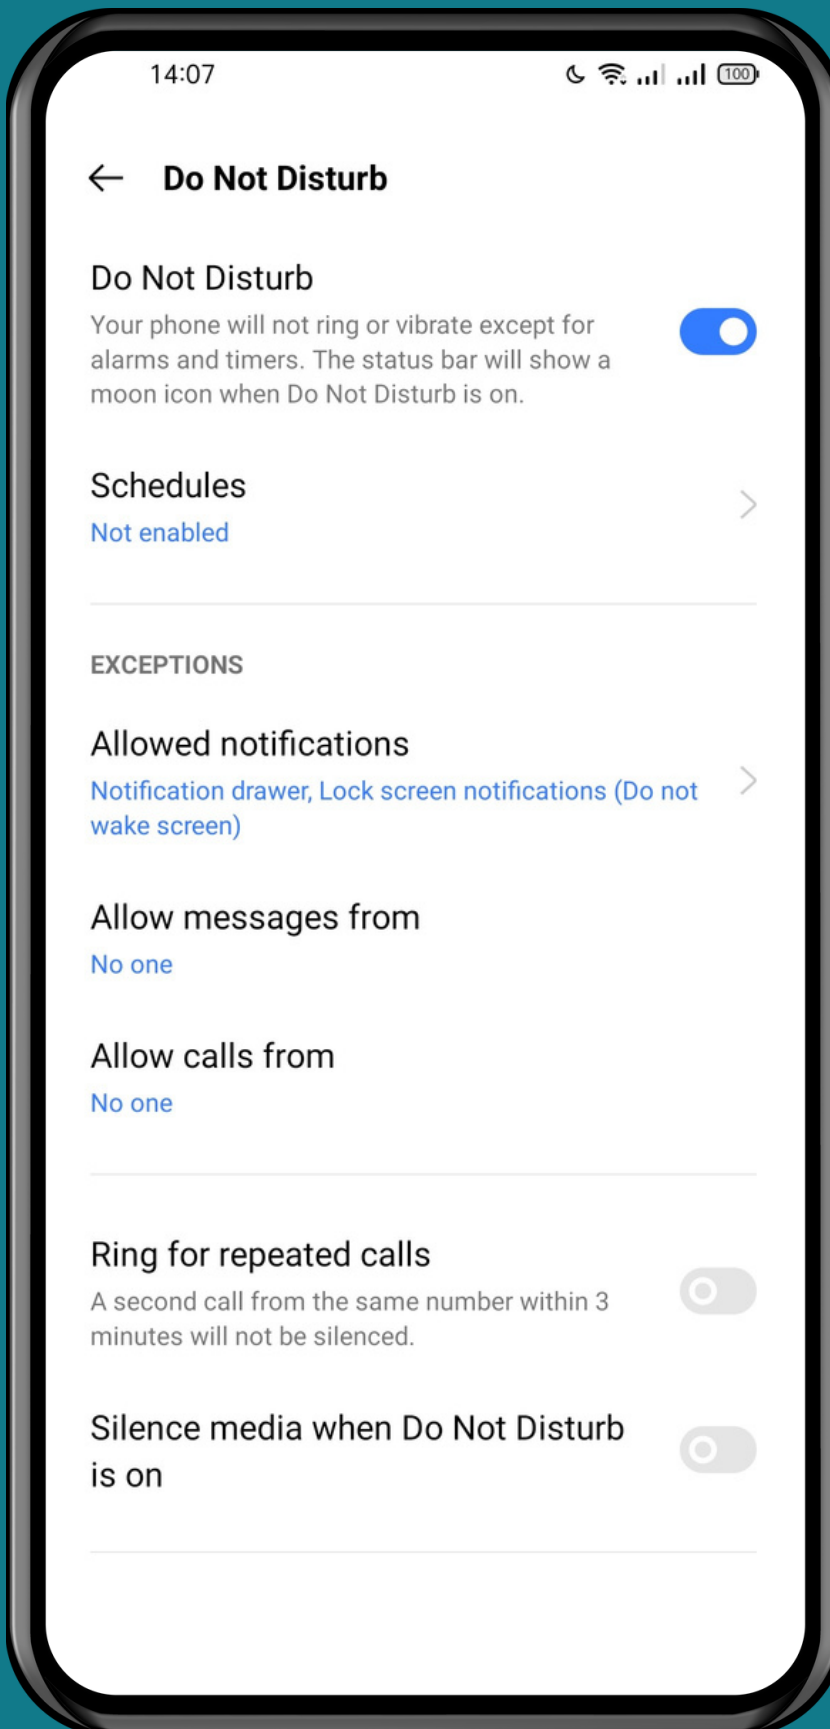 14:07
100
Do Not Disturb
Do Not Disturb
Your phone will not ring or vibrate except for
alarms and timers. The status bar will show a
moon icon when Do Not Disturb is on.
Schedules
Not enabled
EXCEPTIONS
Allowed notifications
Notification drawer, Lock screen notifications (Do not
wake screen)
Allow messages from
No one
Allow calls from
No one
Ring for repeated calls
A second call from the same number within 3
minutes will not be silenced.
Silence media when Do Not Disturb
is on